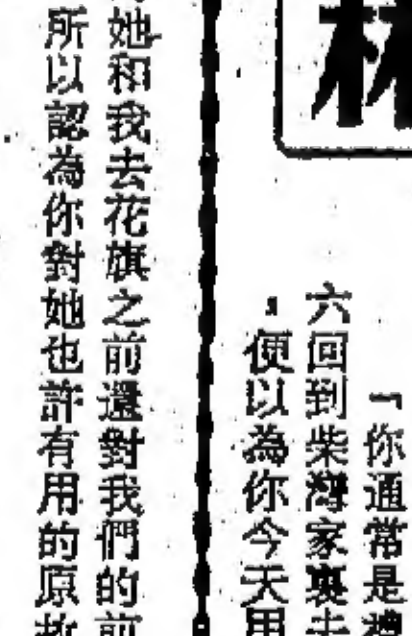 林
「你通常是
六回到柴灣家裏
，便以為你今天用
她和我去花旗之前還對我們的前
所以認為你對她也許有用的原故